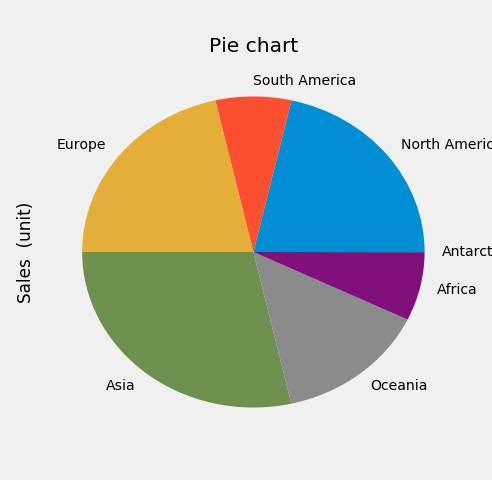 Pie chart
South America
Europe
North Americ
Sales (unit)
Antarct
Africa
Asia
Oceania